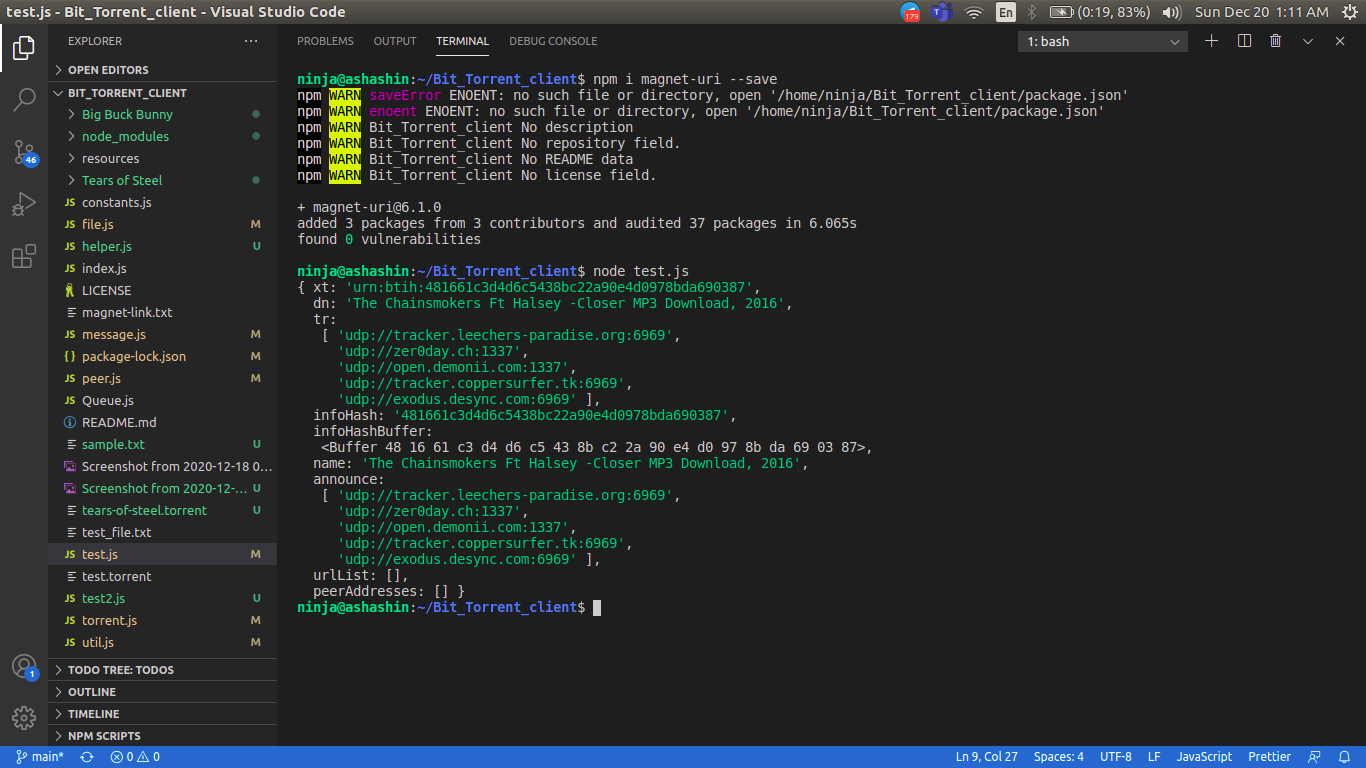 test.js - Bit_Torrent_client - Visual Studio Code
179
En
(0:19, 83%)
Sun Dec 20 1:11 AM
EXPLORER
...
PROBLEMS
OUTPUT
TERMINAL
DEBUG CONSOLE
1: bash
OPEN EDITORS
BIT_TORRENT_CLIENT
Big Buck Bunny
node_modules
resources
Tears of Steel
JS constants.js
JS file.js M
JS helper.js U
JS index.js
LICENSE
magnet-link.txt
JS message.js M
{} package-lock.json M
JS peer.js M
JS Queue.js
README.md
sample.txt U
Screenshot from 2020-12-18 0...
Screenshot from 2020-12-... U
tears-of-steel.torrent U
test_file.txt
JS test.js M
test.torrent
JS test2.js U
JS torrent.js M
JS util.js M
TODO TREE: TODOS
OUTLINE
TIMELINE
NPM SCRIPTS
46
1
ninja@ashashin:~/Bit_Torrent_client$ npm i magnet-uri --save
npm WARN saveError ENOENT: no such file or directory, open '/home/ninja/Bit_Torrent_client/package.json'
npm WARN enoent ENOENT: no such file or directory, open '/home/ninja/Bit_Torrent_client/package.json'
npm WARN Bit_Torrent_client No description
npm WARN Bit_Torrent_client No repository field.
npm WARN Bit_Torrent_client No README data
npm WARN Bit_Torrent_client No license field.
+ magnet-uri@6.1.0
added 3 packages from 3 contributors and audited 37 packages in 6.065s
found 0 vulnerabilities
ninja@ashashin:~/Bit_Torrent_client$ node test.js
{ xt: 'urn:btih:481661c3d4d6c5438bc22a90e4d0978bda690387',
dn: 'The Chainsmokers Ft Halsey -Closer MP3 Download, 2016',
tr:
[ 'udp://tracker.leechers-paradise.org:6969',
'udp://zer0day.ch:1337',
'udp://open.demonii.com:1337',
'udp://tracker.coppersurfer.tk:6969',
'udp://exodus.desync.com:6969' ],
infoHash: '481661c3d4d6c5438bc22a90e4d0978bda690387',
infoHashBuffer:
<Buffer 48 16 61 c3 d4 d6 c5 43 8b c2 2a 90 e4 d0 97 8b da 69 03 87>,
name: 'The Chainsmokers Ft Halsey -Closer MP3 Download, 2016',
announce:
[ 'udp://tracker.leechers-paradise.org:6969',
'udp://zer0day.ch:1337',
'udp://open.demonii.com:1337',
'udp://tracker.coppersurfer.tk:6969',
'udp://exodus.desync.com:6969' ],
urlList: [],
peerAddresses: [] }
ninja@ashashin:~/Bit_Torrent_client$
main*
0 0
Ln 9, Col 27
Spaces: 4
UTF-8
LF
JavaScript
Prettier